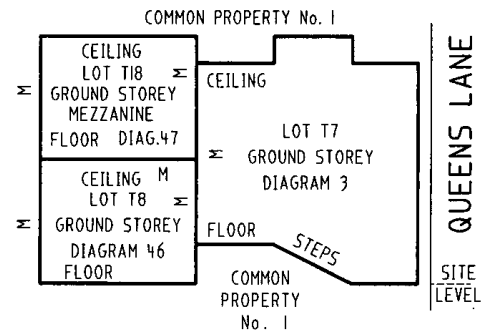 COMMON PROPERTY No. 1
CEILING
LOT T18
M
M
GROUND STOREY
MEZZANINE
FLOOR DIAG.47
CEILING M
LOT T8
M
M
GROUND STOREY
DIAGRAM 46
FLOOR
CEILING
LOT T7
M
GROUND STOREY
DIAGRAM 3
FLOOR
STEPS
COMMON
PROPERTY
No. 1
QUEENS LANE
SITE
LEVEL